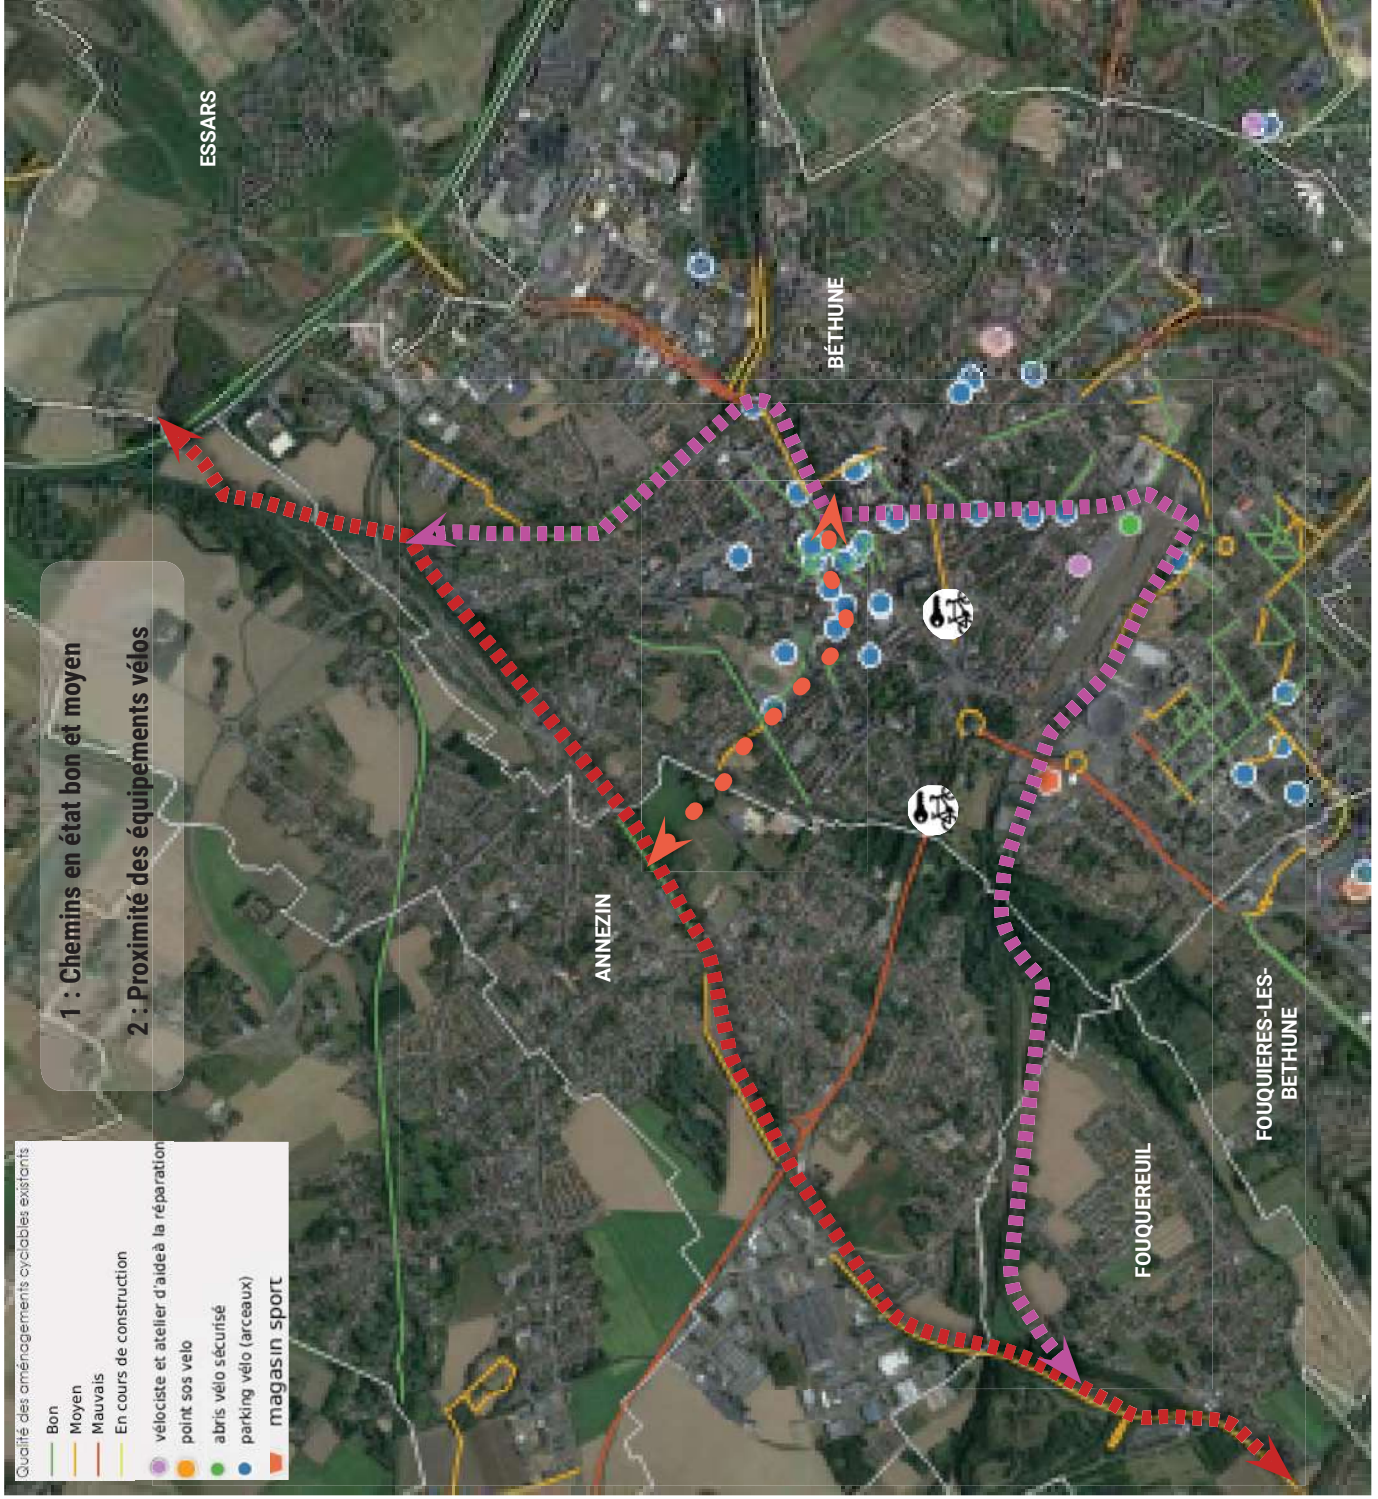 1 : Chemins en état bon et moyen
2 : Proximité des équipements vélos
Qualité des aménagements cyclables existants
Bon
Moyen
Mauvais
En cours de construction
vélociste et atelier d'aideà la réparation
point sos velo
abris vélo sécurisé
parking vélo (arceaux)
magasin sport
ESSARS
BÉTHUNE
ANNEZIN
FOUQUEREUIL
FOUQUIERES-LES-
BETHUNE